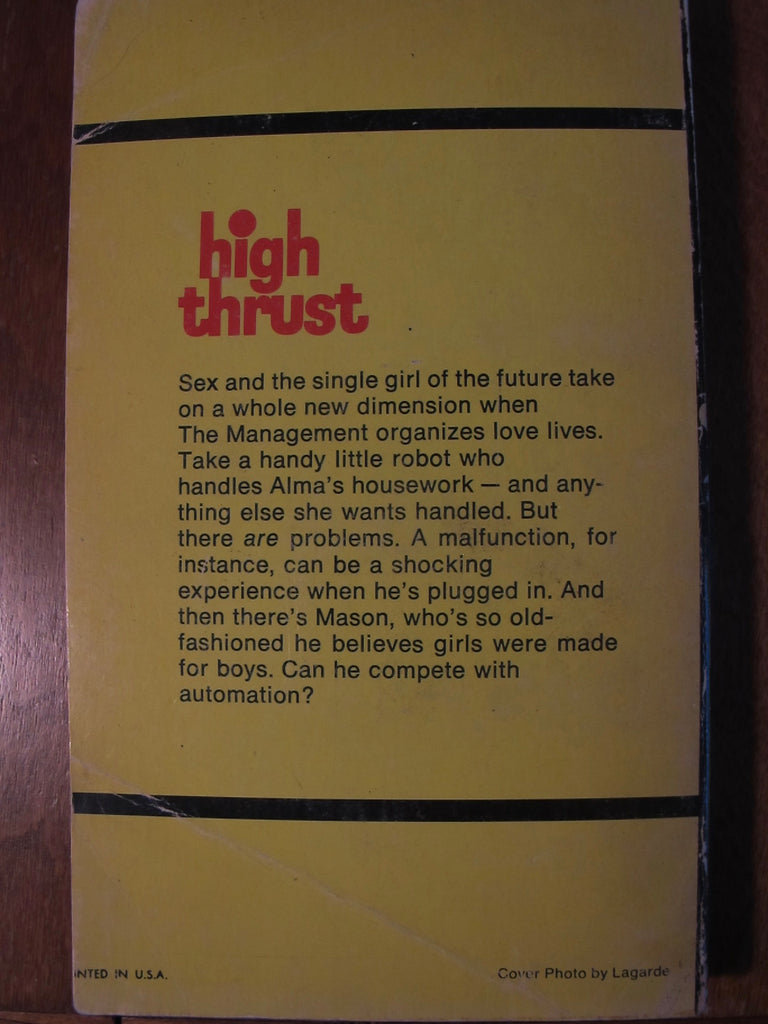 high
thrust
Sex and the single girl of the future take
on a whole new dimension when
The Management organizes love lives.
Take a handy little robot who
handles Alma's housework — and any-
thing else she wants handled. But
there are problems. A malfunction, for
instance, can be a shocking
experience when he's plugged in. And
then there's Mason, who's so old-
fashioned he believes girls were made
for boys. Can he compete with
automation?
INTED IN U.S.A.
Cover Photo by Lagarde